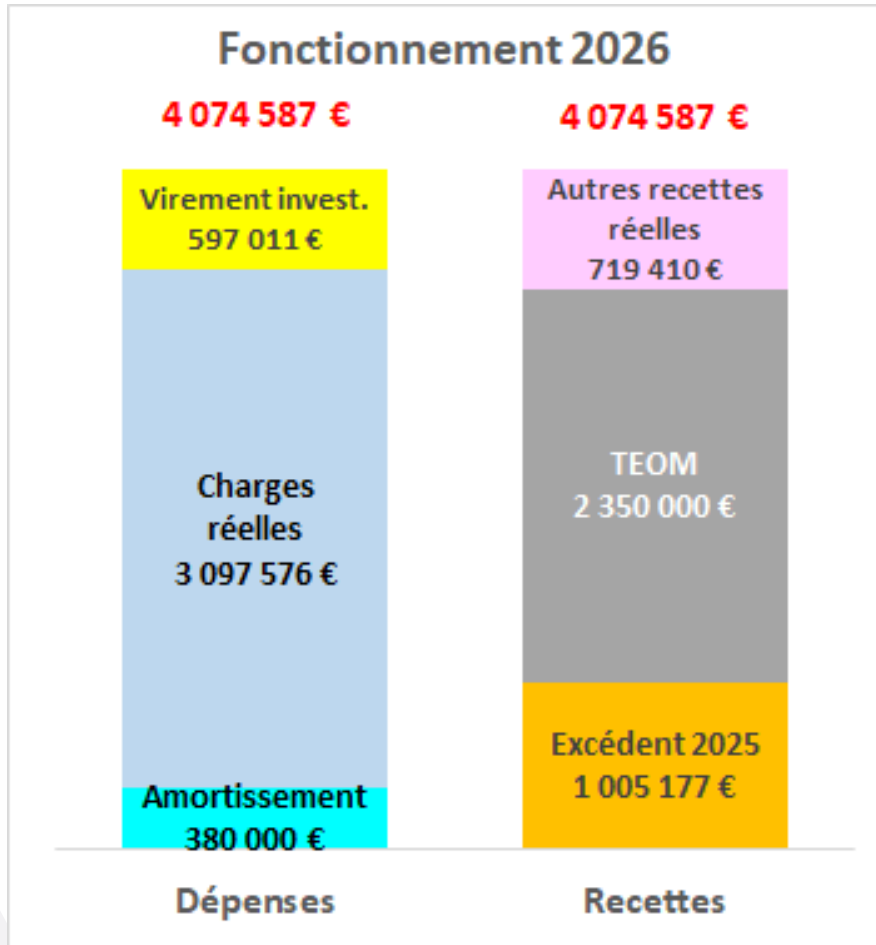 Fonctionnement 2026
4 074 587 €
4 074 587 €
Virement invest.
597 011 €
Charges
réelles
3 097 576 €
Amortissement
380 000 €
Autres recettes
réelles
719 410 €
TEOM
2 350 000 €
Excédent 2025
1 005 177 €
Dépenses
Recettes